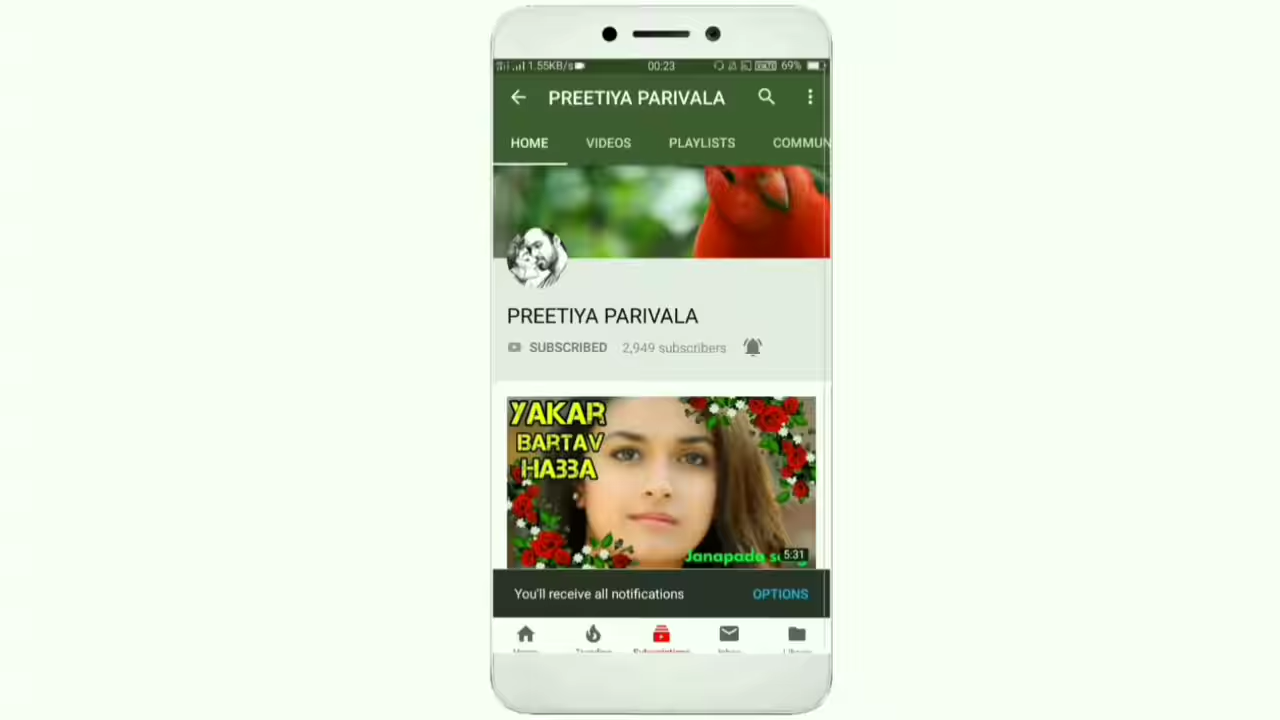 1.55KB/s 00:23 69%
PREETIYA PARIVALA
HOME VIDEOS PLAYLISTS COMMUN
PREETIYA PARIVALA
SUBSCRIBED 2,949 subscribers
YAKAR
BARTAV
HABBA
Janapada 5:31
You'll receive all notifications OPTIONS